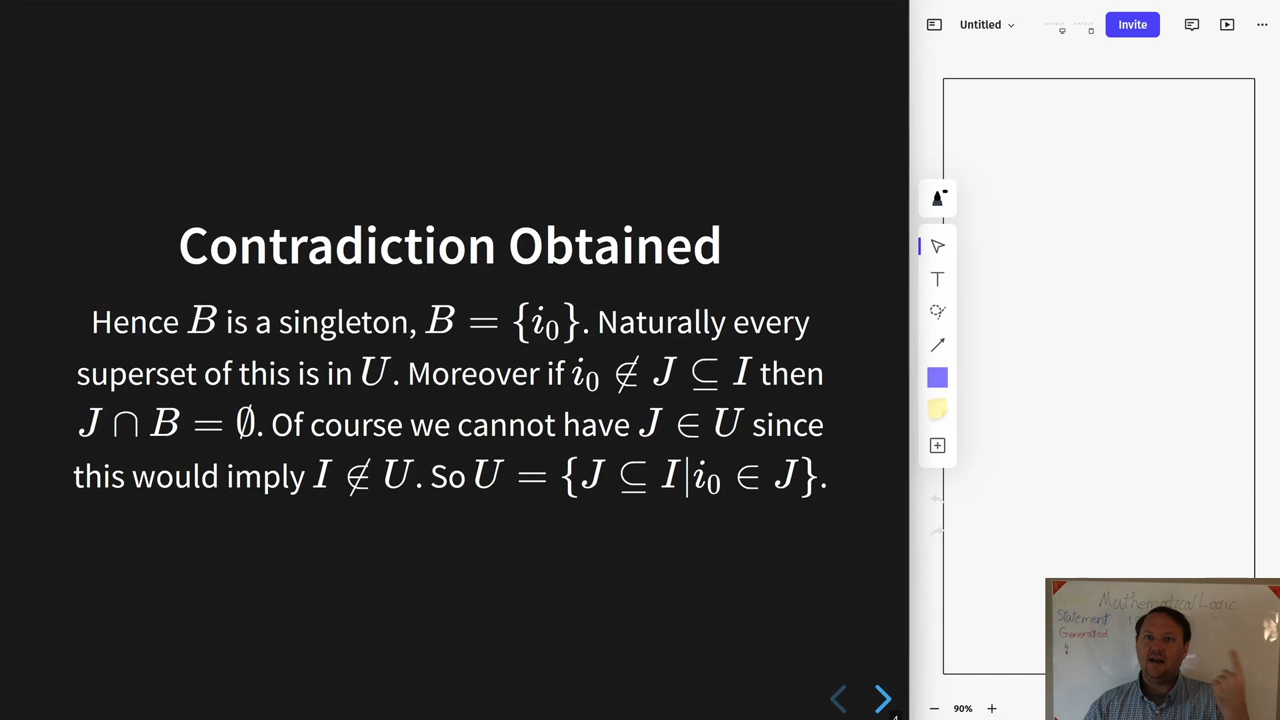 Contradiction Obtained
Hence B is a singleton, B = {i₀}. Naturally every
superset of this is in U. Moreover if i₀ ∉ J ⊆ I then
J ∩ B = ∅. Of course we cannot have J ∈ U since
this would imply I ∉ U. So U = {J ⊆ I|i₀ ∈ J}.
Untitled
Invite
T
90%
Mathematical Logic
Statement
Generated